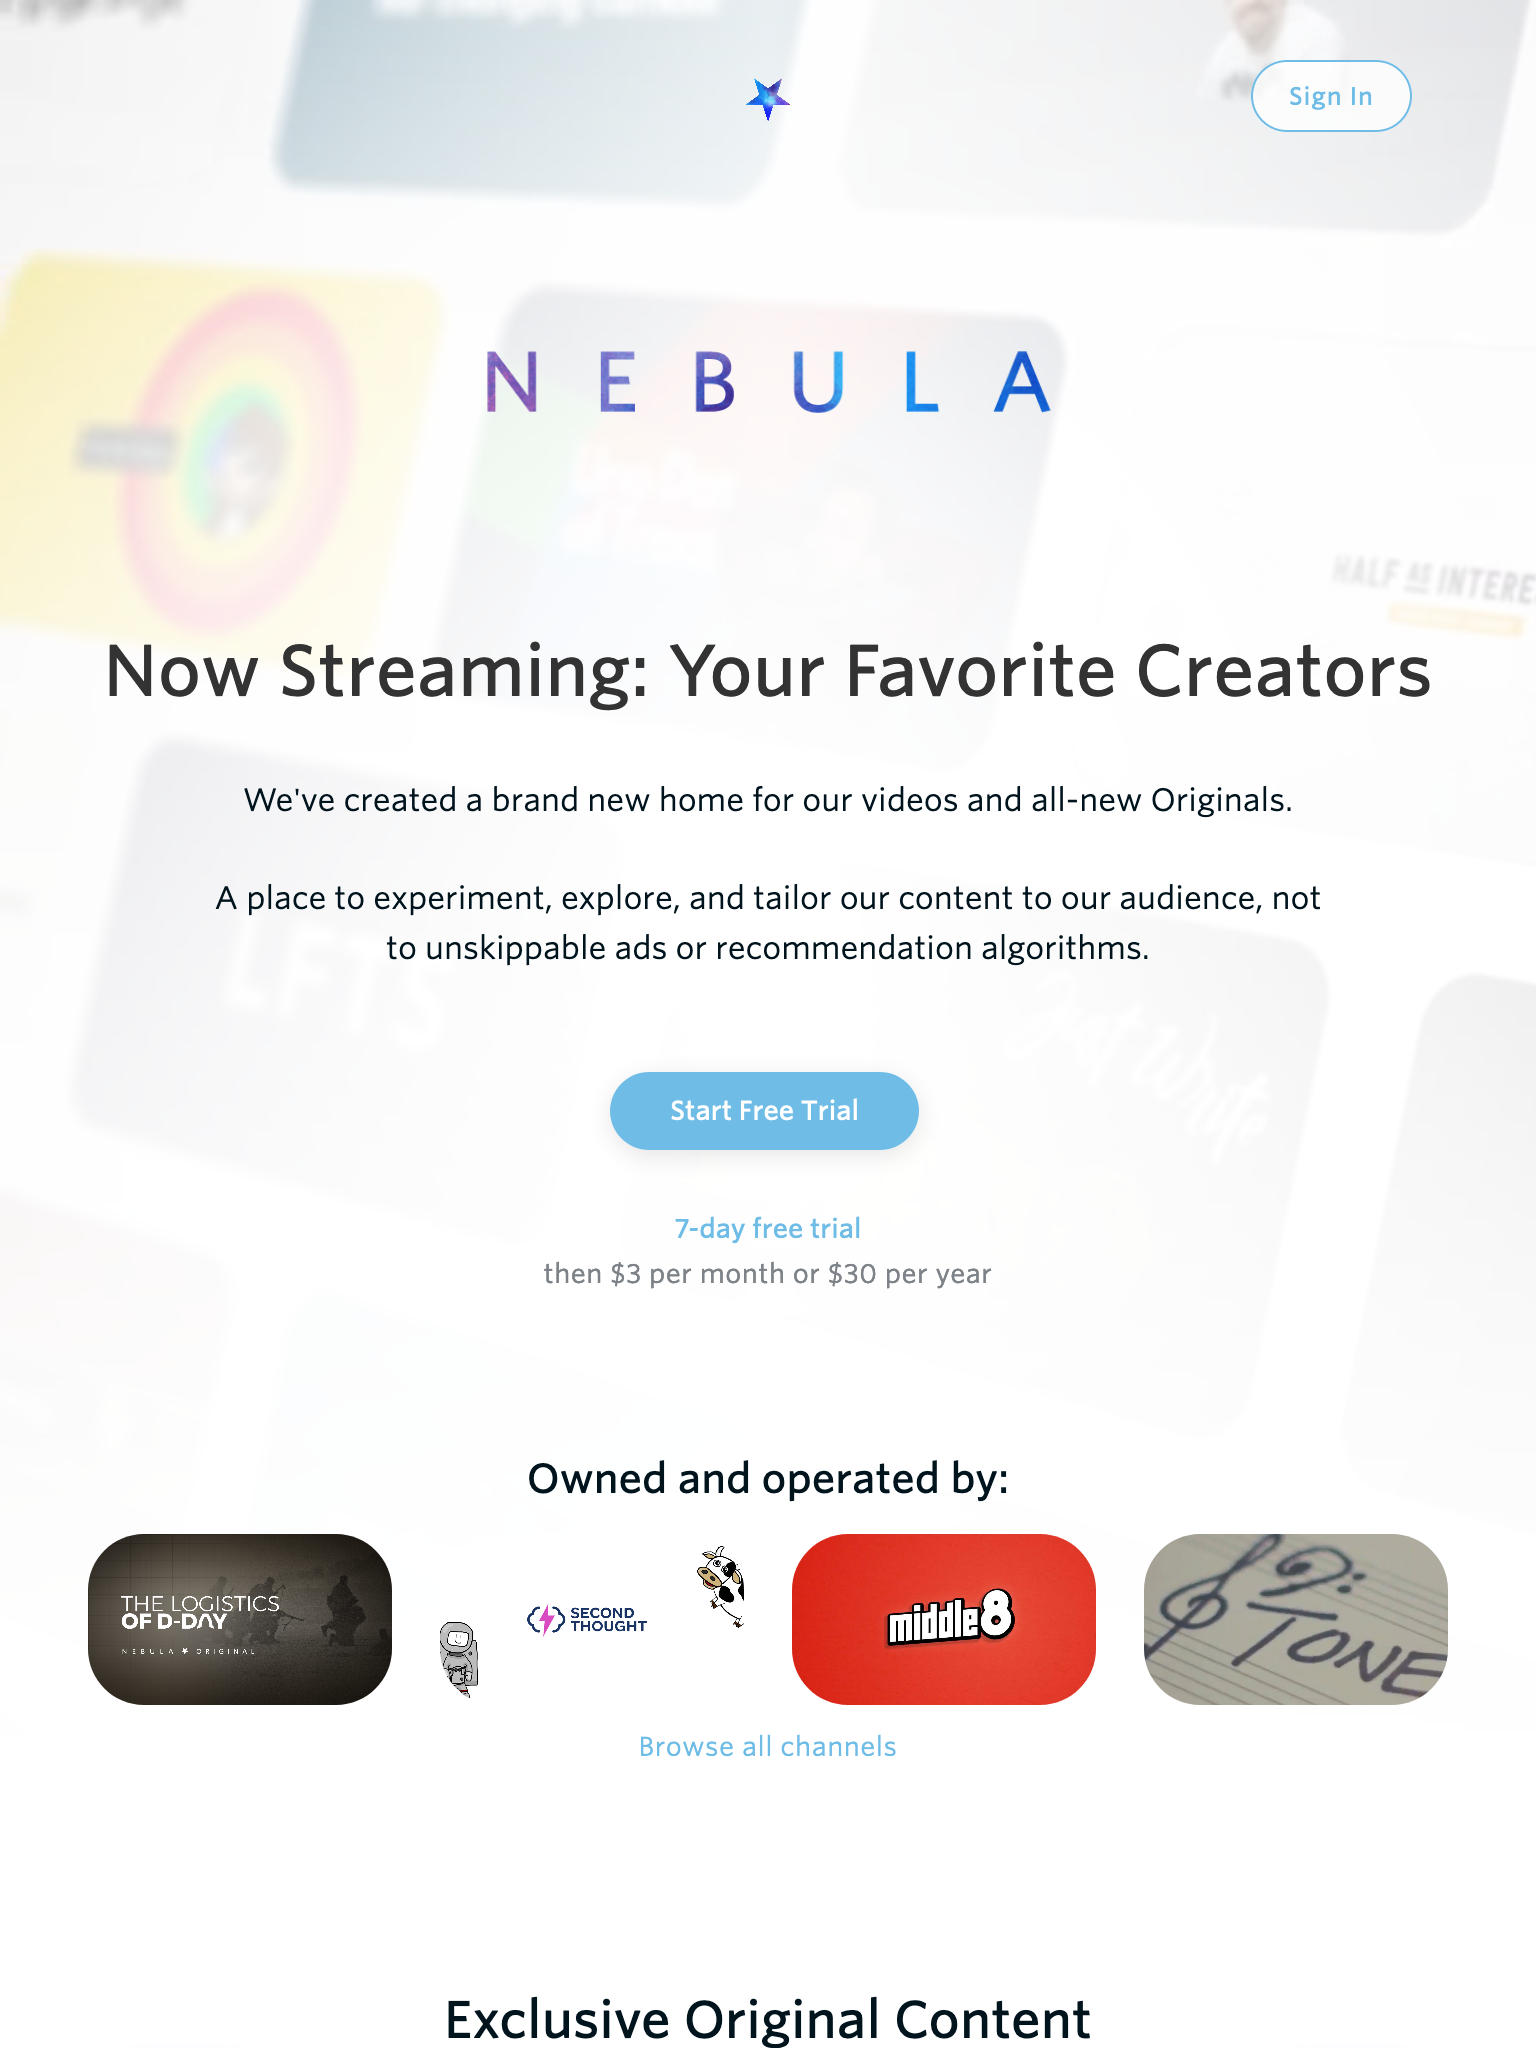 Sign In
NEBULA
HALF AS INTERE
Now Streaming: Your Favorite Creators
We've created a brand new home for our videos and all-new Originals.
A place to experiment, explore, and tailor our content to our audience, not
to unskippable ads or recommendation algorithms.
LFTS
Just Write
Start Free Trial
7-day free trial
then $3 per month or $30 per year
Owned and operated by:
THE LOGISTICS
OF D-DAY
NEBULA ORIGINAL
SECOND
THOUGHT
middle8
TONE
Browse all channels
Exclusive Original Content